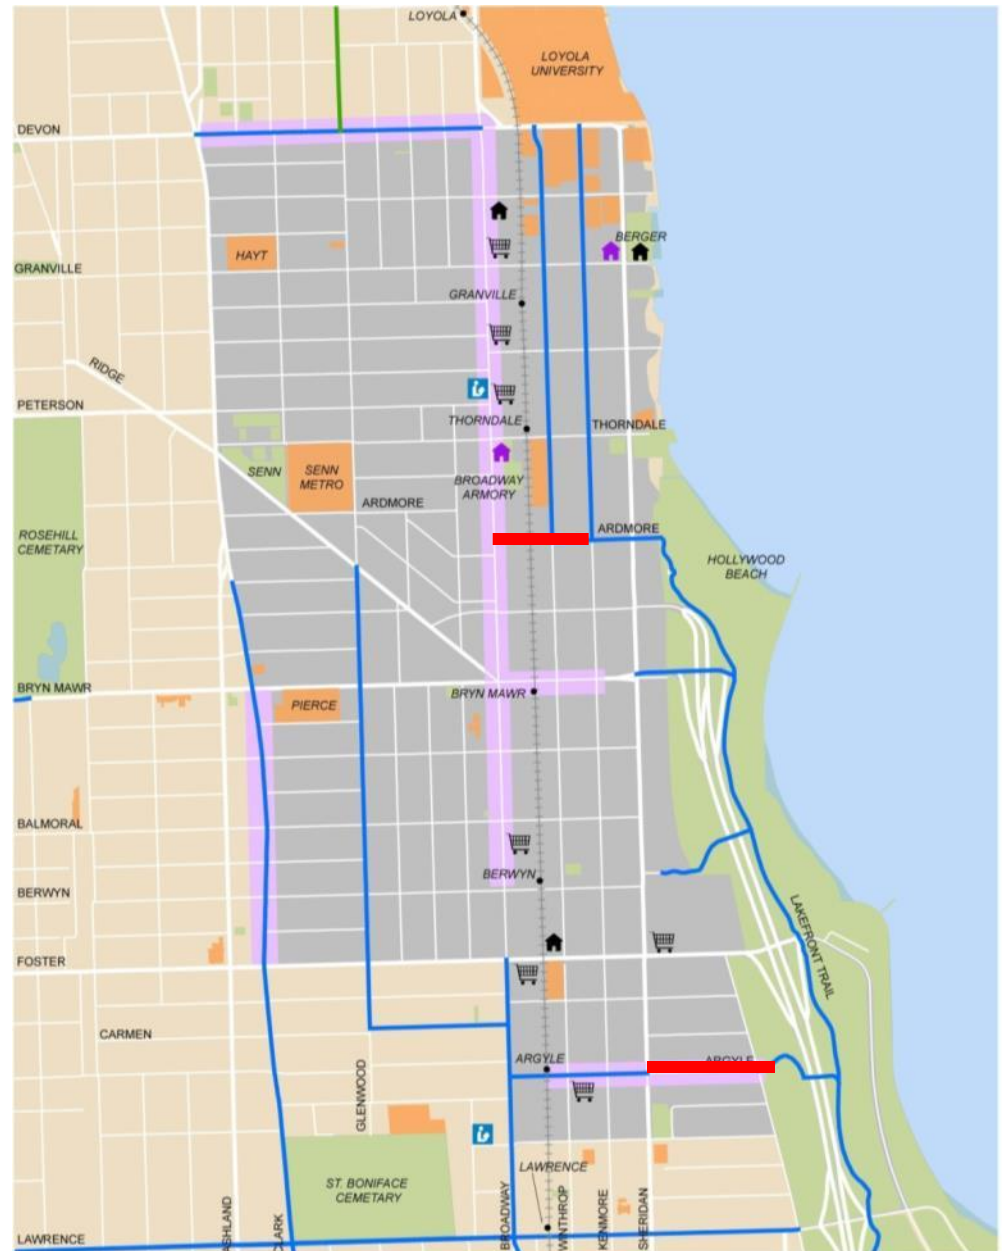 LOYOLA
LOYOLA
UNIVERSITY
DEVON
BERGER
HAYT
GRANVILLE
GRANVILLE
RIDGE
PETERSON
THORNDALE
THORNDALE
SENN
SENN
METRO
BROADWAY
ARMORY
ARDMORE
ARDMORE
ROSEHILL
CEMETARY
HOLLYWOOD
BEACH
BRYN MAWR
BRYN MAWR
PIERCE
BALMORAL
BERWYN
BERWYN
LAKEFRONT TRAIL
FOSTER
CARMEN
ARGYLE
ARGYLE
GLENWOOD
LAWRENCE
ST. BONIFACE
CEMETARY
ASHLAND
CLARK
BROADWAY
WINTHROP
KENMORE
SHERIDAN
LAWRENCE